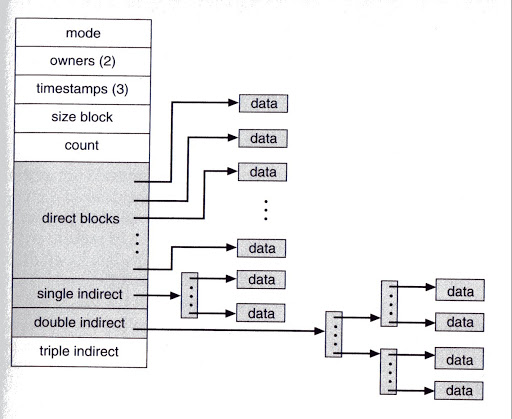 mode
owners (2)
timestamps (3)
size block
count
direct blocks
single indirect
double indirect
triple indirect
data
data
data
data
data
data
data
data
data
data